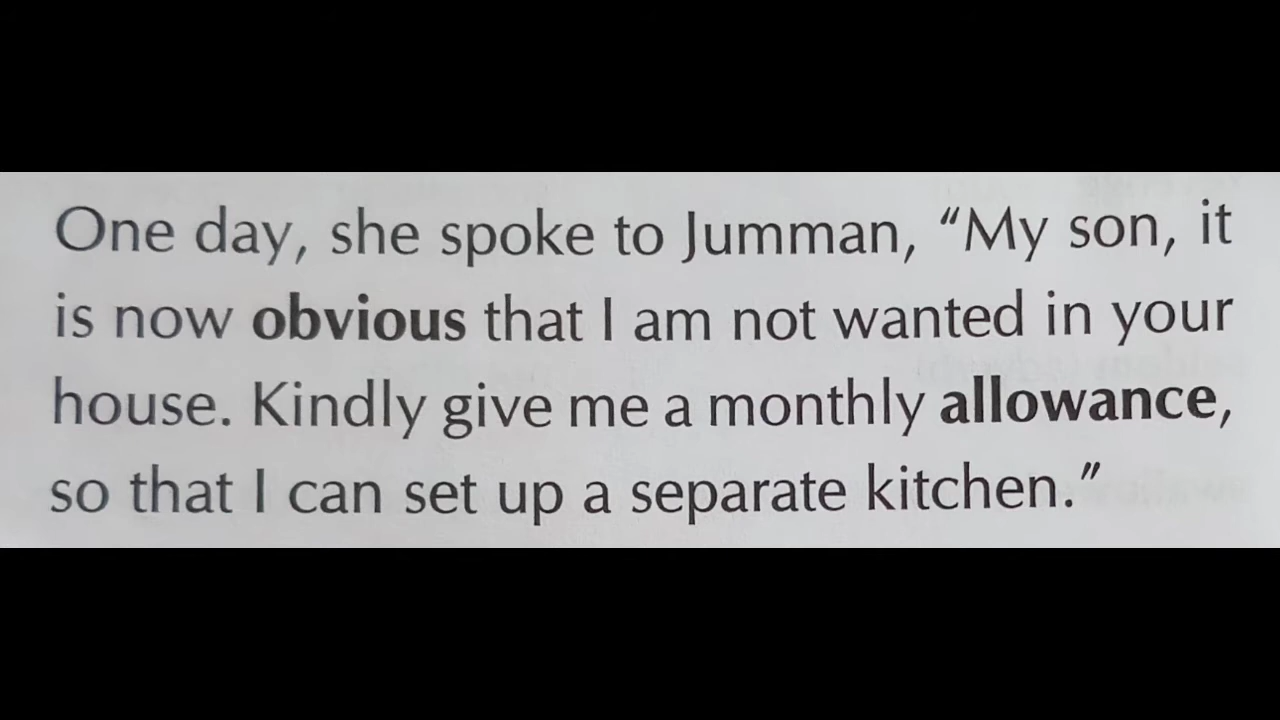 One day, she spoke to Jumman, “My son, it
is now obvious that I am not wanted in your
house. Kindly give me a monthly allowance,
so that I can set up a separate kitchen.”